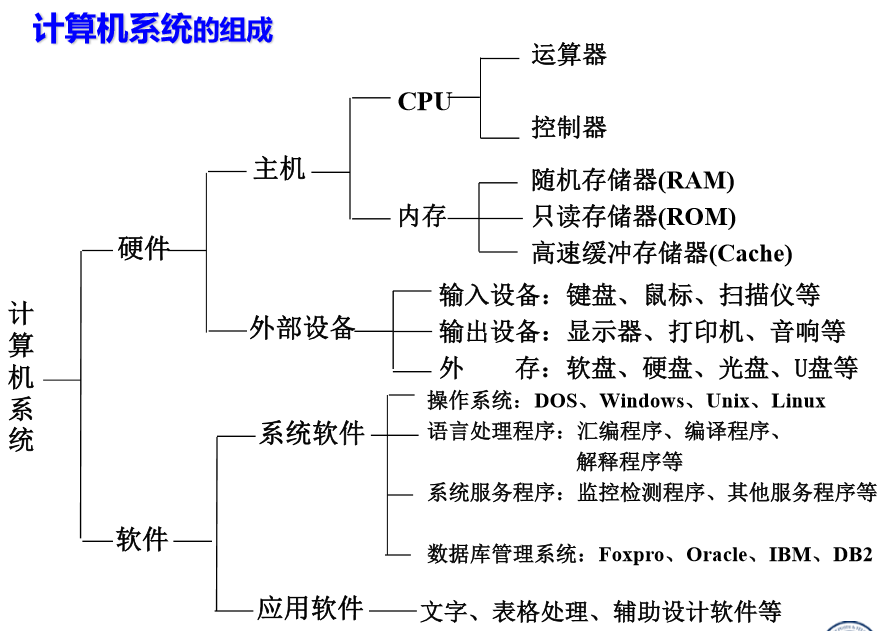 计算机系统的组成
运算器
CPU
控制器
主机
随机存储器(RAM)
内存
只读存储器(ROM)
高速缓冲存储器(Cache)
硬件
输入设备：键盘、鼠标、扫描仪等
外部设备
输出设备：显示器、打印机、音响等
外 存：软盘、硬盘、光盘、U盘等
计算机系统
操作系统：DOS、Windows、Unix、Linux
系统软件
语言处理程序：汇编程序、编译程序、
解释程序等
系统服务程序：监控检测程序、其他服务程序等
软件
数据库管理系统：Foxpro、Oracle、IBM、DB2
应用软件
文字、表格处理、辅助设计软件等